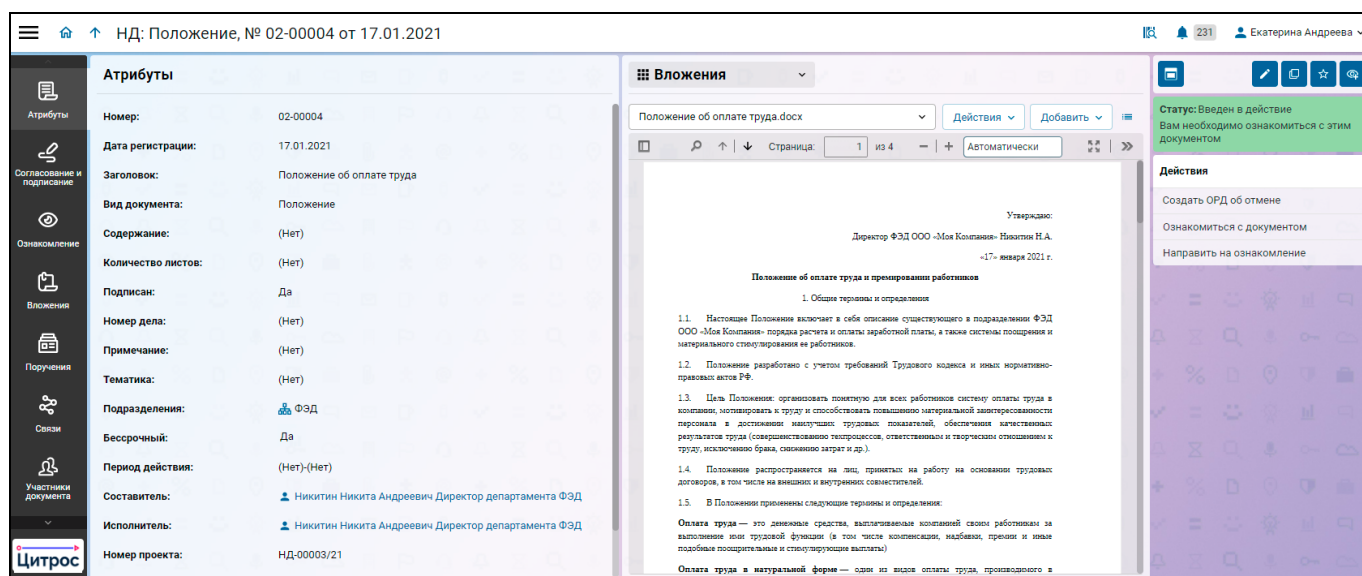 НД: Положение, № 02-00004 от 17.01.2021
231
Екатерина Андреева
Атрибуты
Согласование и
подписание
Ознакомление
Вложения
Поручения
Связи
Участники
документа
Цитрос
Атрибуты
Номер: 02-00004
Дата регистрации: 17.01.2021
Заголовок: Положение об оплате труда
Вид документа: Положение
Содержание: (Нет)
Количество листов: (Нет)
Подписан: Да
Номер дела: (Нет)
Примечание: (Нет)
Тематика: (Нет)
Подразделения: ФЭД
Бессрочный: Да
Период действия: (Нет)-(Нет)
Составитель: Никитин Никита Андреевич Директор департамента ФЭД
Исполнитель: Никитин Никита Андреевич Директор департамента ФЭД
Номер проекта: НД-00003/21
Вложения
Положение об оплате труда.docx
Действия
Добавить
Страница: 1 из 4
Автоматически
Утверждаю:
Директор ФЭД ООО «Моя Компания» Никитин Н.А.
«17» января 2021 г.
Положение об оплате труда и премировании работников
1. Общие термины и определения
1.1. Настоящее Положение включает в себя описание существующего в подразделении ФЭД
ООО «Моя Компания» порядка расчета и оплаты заработной платы, а также системы поощрения и
материального стимулирования ее работников.
1.2. Положение разработано с учетом требований Трудового кодекса и иных нормативно-
правовых актов РФ.
1.3. Цель Положения: организовать понятную для всех работников систему оплаты труда в
компании, мотивировать к труду и способствовать повышению материальной заинтересованности
персонала в достижении наилучших трудовых показателей, обеспечения качественных
результатов труда (совершенствованию техпроцессов, ответственным и творческим отношением к
труду, исключению брака, снижению затрат и др.).
1.4. Положение распространяется на лиц, принятых на работу на основании трудовых
договоров, в том числе на внешних и внутренних совместителей.
1.5. В Положении применены следующие термины и определения:
Оплата труда — это денежные средства, выплачиваемые компанией своим работникам за
выполнение ими трудовой функции (в том числе компенсации, надбавки, премии и иные
подобные поощрительные и стимулирующие выплаты)
Оплата труда в натуральной форме — один из видов оплаты труда, производимого в
Статус: Введен в действие
Вам необходимо ознакомиться с этим
документом
Действия
Создать ОРД об отмене
Ознакомиться с документом
Направить на ознакомление